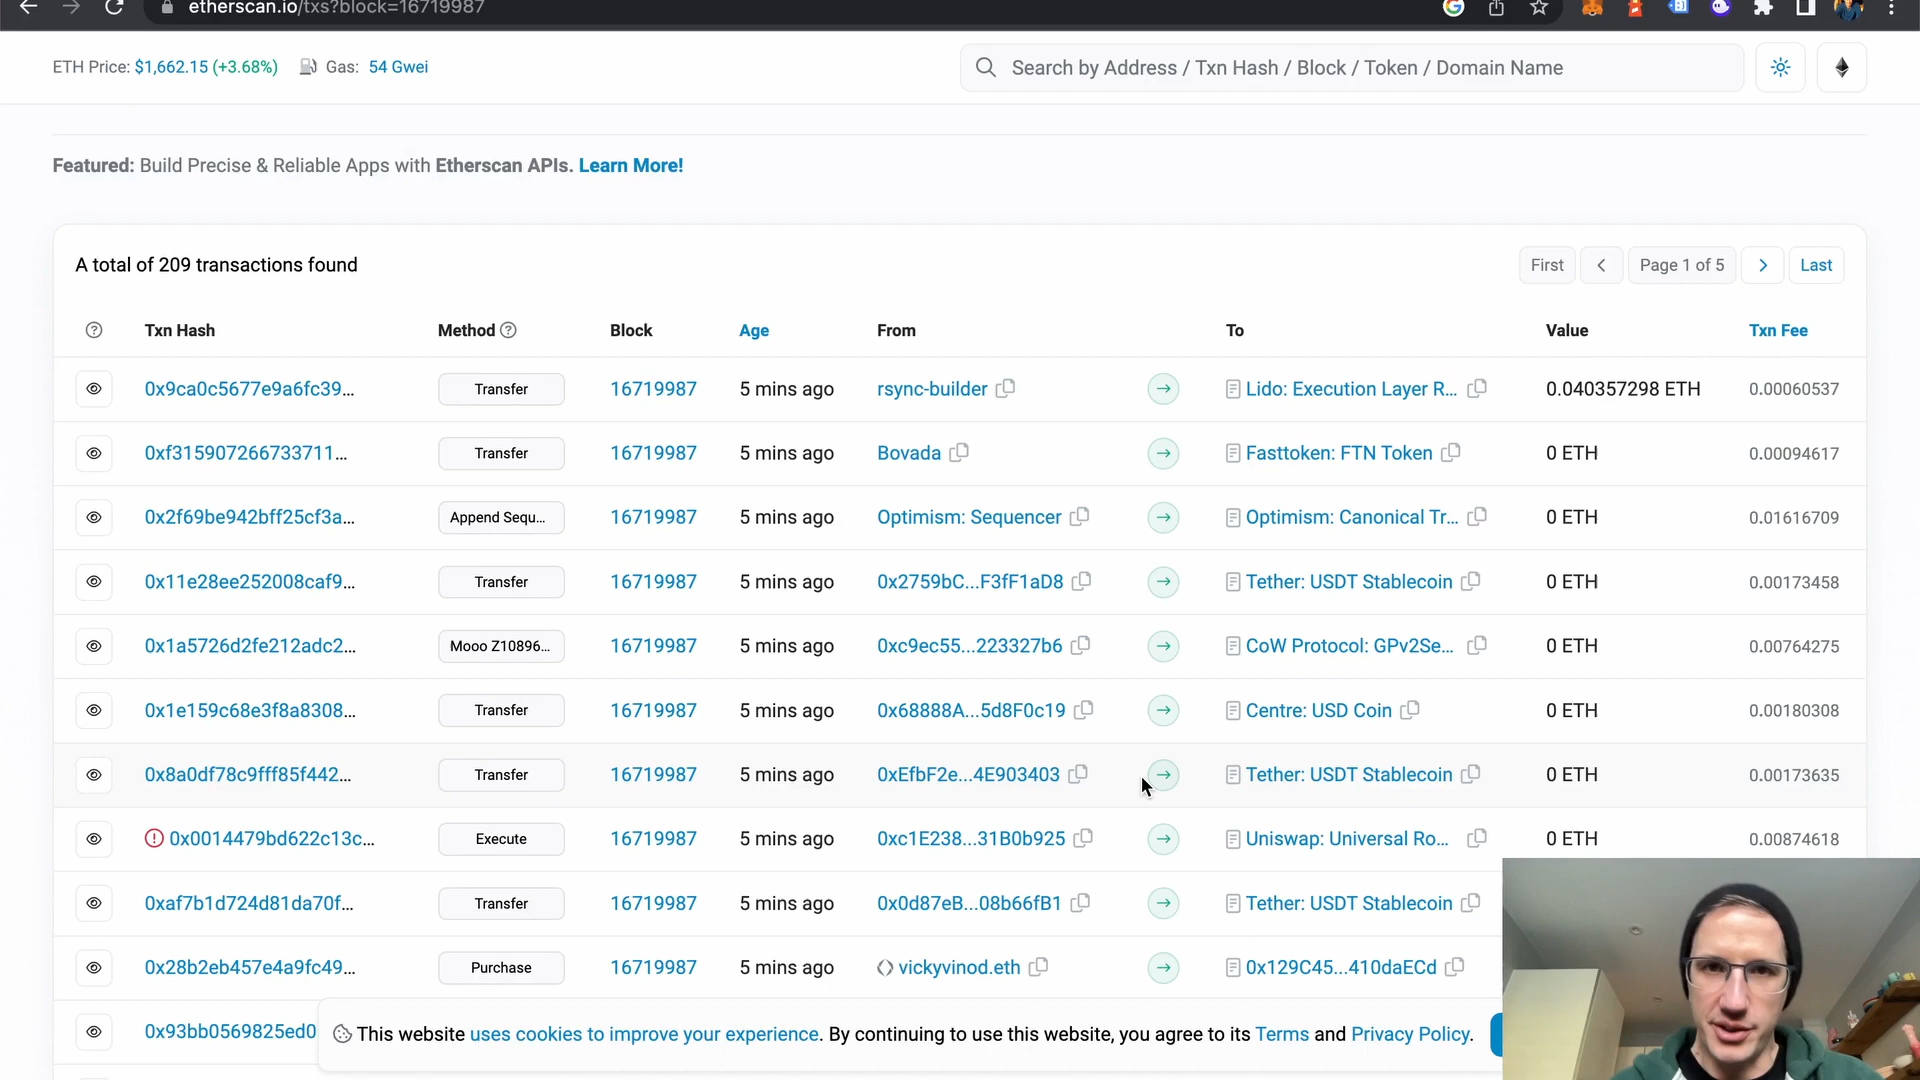 etherscan.io/txs?block=16719987
ETH Price: $1,662.15 (+3.68%) Gas: 54 Gwei
Search by Address / Txn Hash / Block / Token / Domain Name
Featured: Build Precise & Reliable Apps with Etherscan APIs. Learn More!
A total of 209 transactions found
First Page 1 of 5 Last
Txn Hash Method Block Age From To Value Txn Fee
0x9ca0c5677e9a6fc39... Transfer 16719987 5 mins ago rsync-builder Lido: Execution Layer R... 0.040357298 ETH 0.00060537
0xf315907266733711... Transfer 16719987 5 mins ago Bovada Fasttoken: FTN Token 0 ETH 0.00094617
0x2f69be942bff25cf3a... Append Sequ... 16719987 5 mins ago Optimism: Sequencer Optimism: Canonical Tr... 0 ETH 0.01616709
0x11e28ee252008caf9... Transfer 16719987 5 mins ago 0x2759bC...F3fF1aD8 Tether: USDT Stablecoin 0 ETH 0.00173458
0x1a5726d2fe212adc2... Mooo Z10896... 16719987 5 mins ago 0xc9ec55...223327b6 CoW Protocol: GPv2Se... 0 ETH 0.00764275
0x1e159c68e3f8a8308... Transfer 16719987 5 mins ago 0x68888A...5d8F0c19 Centre: USD Coin 0 ETH 0.00180308
0x8a0df78c9fff85f442... Transfer 16719987 5 mins ago 0xEfbF2e...4E903403 Tether: USDT Stablecoin 0 ETH 0.00173635
0x0014479bd622c13c... Execute 16719987 5 mins ago 0xc1E238...31B0b925 Uniswap: Universal Ro... 0 ETH 0.00874618
0xaf7b1d724d81da70f... Transfer 16719987 5 mins ago 0x0d87eB...08b66fB1 Tether: USDT Stablecoin
0x28b2eb457e4a9fc49... Purchase 16719987 5 mins ago vickyvinod.eth 0x129C45...410daECd
0x93bb0569825ed0
This website uses cookies to improve your experience. By continuing to use this website, you agree to its Terms and Privacy Policy.